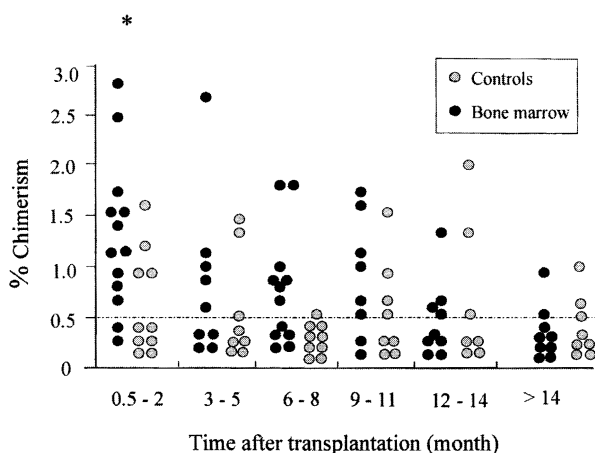 *
3.0
2.5
2.0
1.5
1.0
0.5
0
% Chimerism
Controls
Bone marrow
0.5 - 2
3 - 5
6 - 8
9 - 11
12 - 14
> 14
Time after transplantation (month)